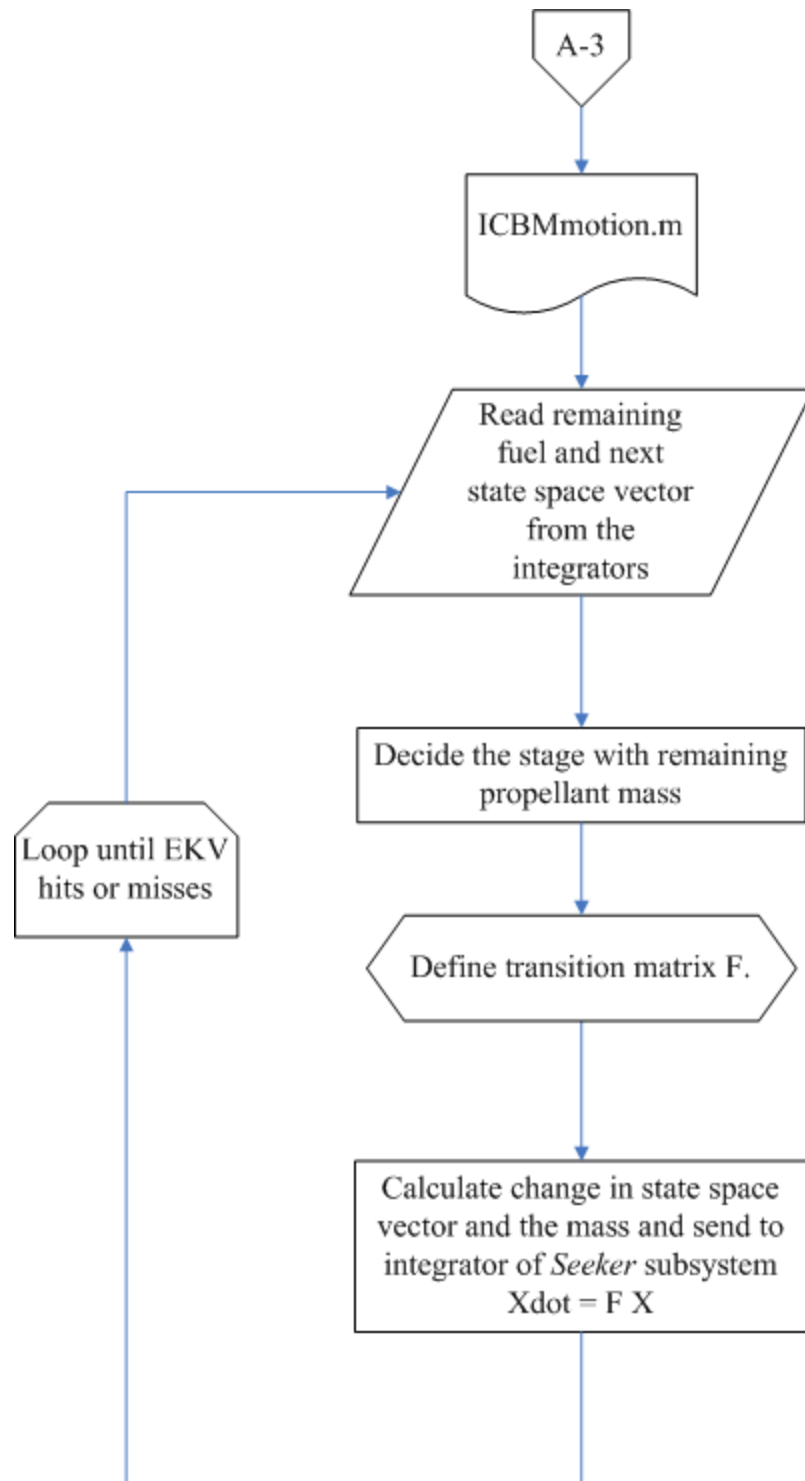 A-3
ICBMmotion.m
Read remaining
fuel and next
state space vector
from the
integrators
Decide the stage with remaining
propellant mass
Loop until EKV
hits or misses
Define transition matrix F.
Calculate change in state space
vector and the mass and send to
integrator of Seeker subsystem
Xdot = F X